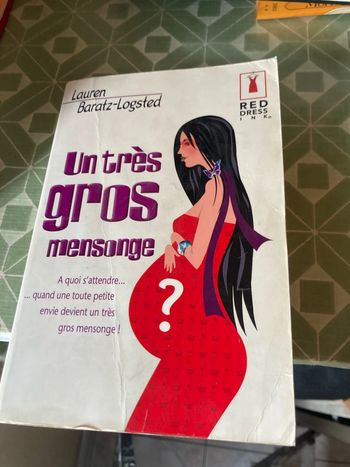 Lauren
Baratz-Logsted
RED
DRESS
INK®
Un très
gros
mensonge
A quoi s'attendre...
... quand une toute petite
envie devient un très
gros mensonge !
?